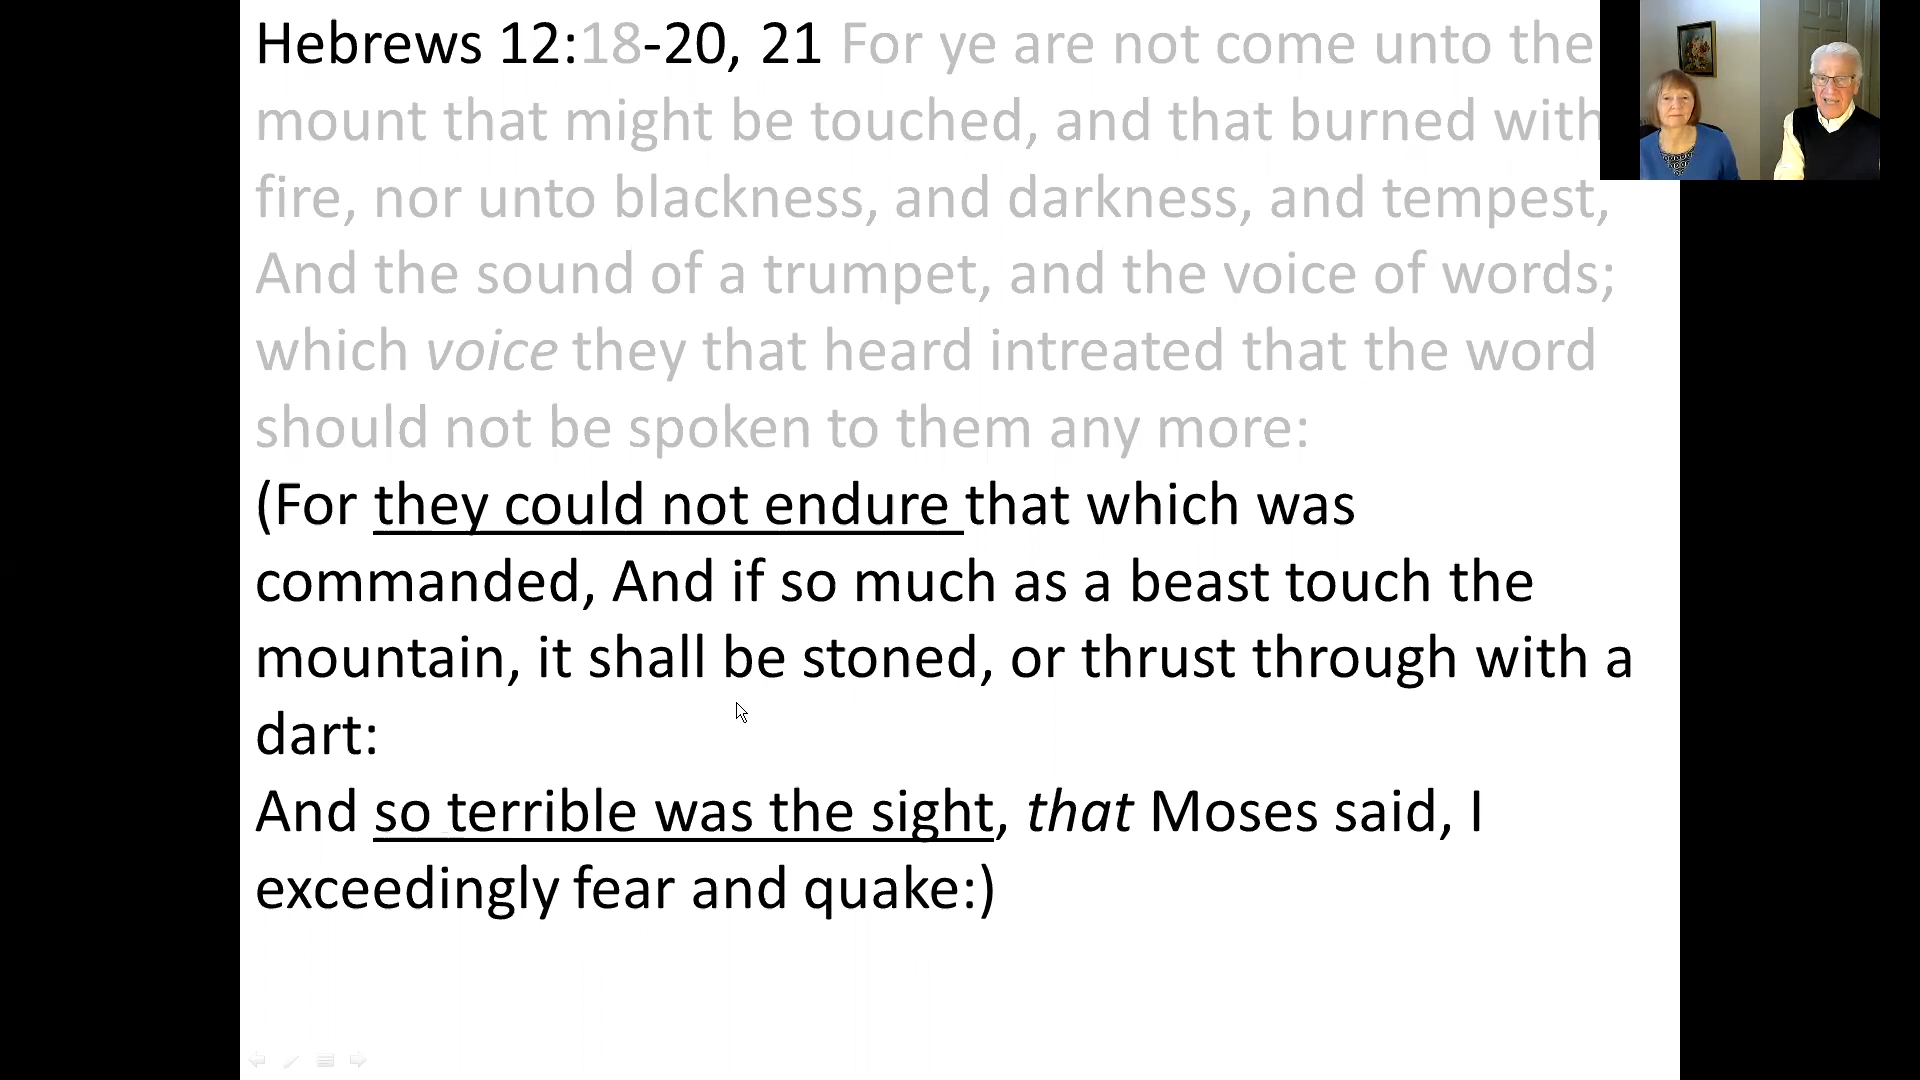 Hebrews 12:18-20, 21 For ye are not come unto the
mount that might be touched, and that burned with
fire, nor unto blackness, and darkness, and tempest,
And the sound of a trumpet, and the voice of words;
which voice they that heard intreated that the word
should not be spoken to them any more:
(For they could not endure that which was
commanded, And if so much as a beast touch the
mountain, it shall be stoned, or thrust through with a
dart:
And so terrible was the sight, that Moses said, I
exceedingly fear and quake:)